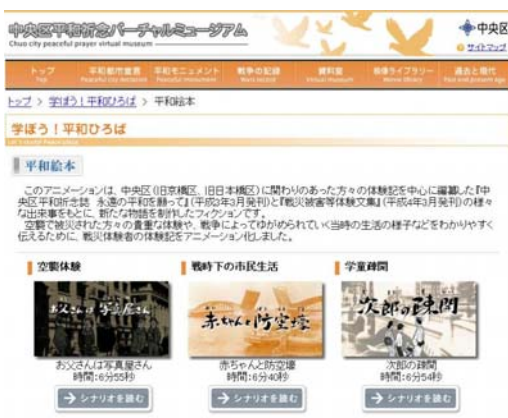 中央区平和祈念バーチャルミュージアム
Chuo city peaceful prayer virtual museum
中央区
サイトマップ
トップ
平和都市宣言
平和モニュメント
戦争の記録
資料室
映像ライブラリー
過去と現代
トップ > 学ぼう！平和ひろば > 平和絵本
学ぼう！平和ひろば
平和絵本
このアニメーションは、中央区(旧京橋区、旧日本橋区)に関わりのあった方々の体験記を中心に編纂した『中
央区平和祈念誌 永遠の平和を願って』(平成3年3月発刊)と『戦災被害等体験文集』(平成4年3月発刊)の様々
な出来事をもとに、新たな物語を制作したフィクションです。
空襲で被災された方々の貴重な体験や、戦争によってゆがめられていく当時の生活の様子などをわかりやすく
伝えるために、戦災体験者の体験記をアニメーション化しました。
空襲体験
戦時下の市民生活
学童疎開
お父さんは写真屋さん
赤ちゃんと防空壕
次郎の疎開
お父さんは写真屋さん
赤ちゃんと防空壕
次郎の疎開
時間:6分55秒
時間:6分40秒
時間:6分54秒
シナリオを読む
シナリオを読む
シナリオを読む